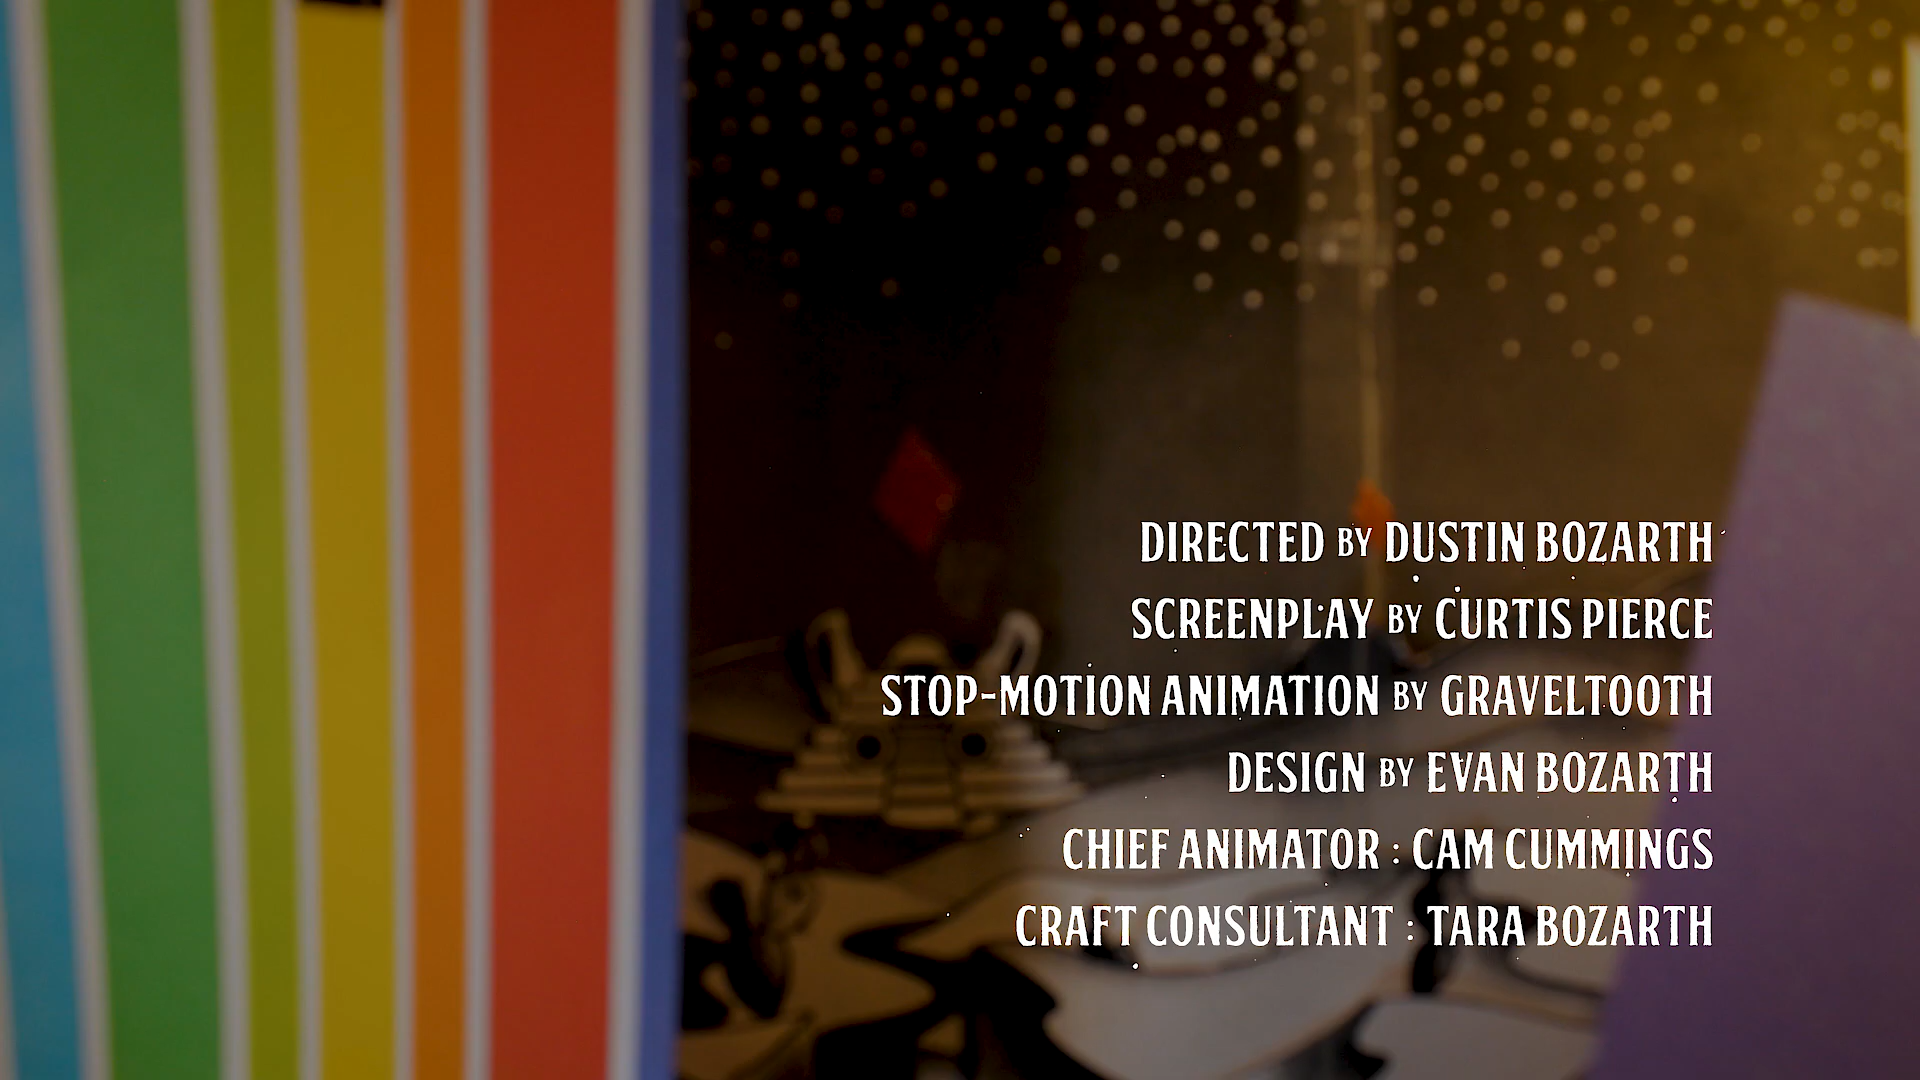 DIRECTED BY DUSTIN BOZARTH
SCREENPLAY BY CURTIS PIERCE
STOP-MOTION ANIMATION BY GRAVELTOOTH
DESIGN BY EVAN BOZARTH
CHIEF ANIMATOR : CAM CUMMINGS
CRAFT CONSULTANT : TARA BOZARTH